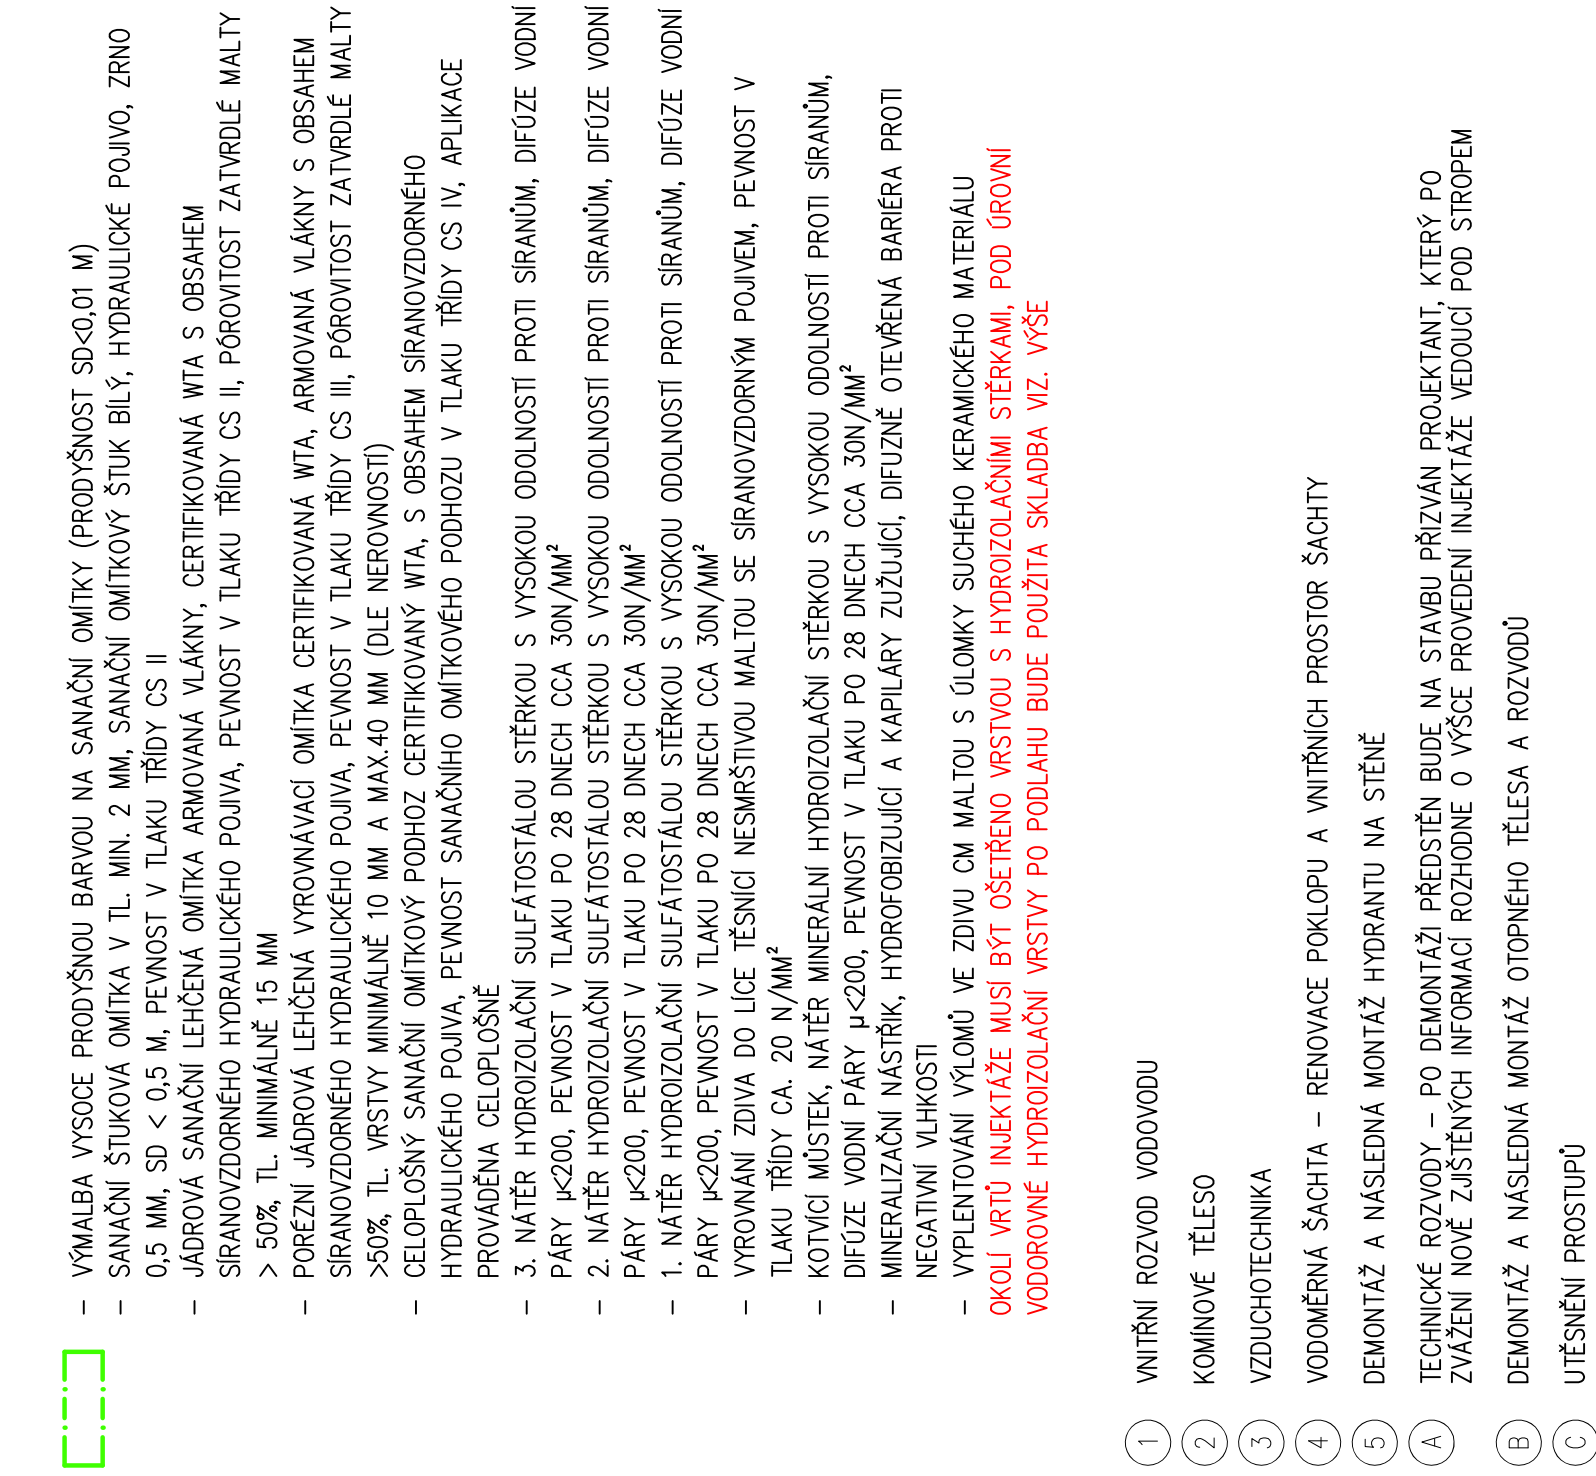 – VÝMALBA VYSOCE PRODYŠNOU BARVOU NA SANAČNÍ OMÍTKY (PRODYŠNOST SD<0,01 M)
– SANAČNÍ ŠTUKOVÁ OMÍTKA V TL. MIN. 2 MM, SANAČNÍ OMÍTKOVÝ ŠTUK BÍLÝ, HYDRAULICKÉ POJIVO, ZRNO
0,5 MM, SD < 0,5 M, PEVNOST V TLAKU TŘÍDY CS II
– JÁDROVÁ SANAČNÍ LEHČENÁ OMÍTKA ARMOVANÁ VLÁKNY, CERTIFIKOVANÁ WTA S OBSAHEM
SÍRANOVZDORNÉHO HYDRAULICKÉHO POJIVA, PEVNOST V TLAKU TŘÍDY CS II, PÓROVITOST ZATVRDLÉ MALTY
> 50%, TL. MINIMÁLNĚ 15 MM
– PORÉZNÍ JÁDROVÁ LEHČENÁ VYROVNÁVACÍ OMÍTKA CERTIFIKOVANÁ WTA, ARMOVANÁ VLÁKNY S OBSAHEM
SÍRANOVZDORNÉHO HYDRAULICKÉHO POJIVA, PEVNOST V TLAKU TŘÍDY CS III, PÓROVITOST ZATVRDLÉ MALTY
>50%, TL. VRSTVY MINIMÁLNĚ 10 MM A MAX.40 MM (DLE NEROVNOSTÍ)
– CELOPLOŠNÝ SANAČNÍ OMÍTKOVÝ PODHOZ CERTIFIKOVANÝ WTA, S OBSAHEM SÍRANOVZDORNÉHO
HYDRAULICKÉHO POJIVA, PEVNOST SANAČNÍHO OMÍTKOVÉHO PODHOZU V TLAKU TŘÍDY CS IV, APLIKACE
PROVÁDĚNA CELOPLOŠNĚ
– 3. NÁTĚR HYDROIZOLAČNÍ SULFÁTOSTÁLOU STĚRKOU S VYSOKOU ODOLNOSTÍ PROTI SÍRANŮM, DIFÚZE VODNÍ
PÁRY µ<200, PEVNOST V TLAKU PO 28 DNECH CCA 30N/MM²
– 2. NÁTĚR HYDROIZOLAČNÍ SULFÁTOSTÁLOU STĚRKOU S VYSOKOU ODOLNOSTÍ PROTI SÍRANŮM, DIFÚZE VODNÍ
PÁRY µ<200, PEVNOST V TLAKU PO 28 DNECH CCA 30N/MM²
– 1. NÁTĚR HYDROIZOLAČNÍ SULFÁTOSTÁLOU STĚRKOU S VYSOKOU ODOLNOSTÍ PROTI SÍRANŮM, DIFÚZE VODNÍ
PÁRY µ<200, PEVNOST V TLAKU PO 28 DNECH CCA 30N/MM²
– VYROVNÁNÍ ZDIVA DO LÍCE TĚSNÍCÍ NESMRŠTIVOU MALTOU SE SÍRANOVZDORNÝM POJIVEM, PEVNOST V
TLAKU TŘÍDY CA. 20 N/MM²
– KOTVÍCÍ MŮSTEK, NÁTĚR MINERÁLNÍ HYDROIZOLAČNÍ STĚRKOU S VYSOKOU ODOLNOSTÍ PROTI SÍRANŮM,
DIFÚZE VODNÍ PÁRY µ<200, PEVNOST V TLAKU PO 28 DNECH CCA 30N/MM²
– MINERALIZAČNÍ NÁSTŘIK, HYDROFOBIZUJÍCÍ A KAPILÁRY ZUŽUJÍCÍ, DIFUZNĚ OTEVŘENÁ BARIÉRA PROTI
NEGATIVNÍ VLHKOSTI
– VYPLENTOVÁNÍ VÝLOMŮ VE ZDIVU CM MALTOU S ÚLOMKY SUCHÉHO KERAMICKÉHO MATERIÁLU
OKOLÍ VRTŮ INJEKTÁŽE MUSÍ BÝT OŠETŘENO VRSTVOU S HYDROIZOLAČNÍMI STĚRKAMI, POD ÚROVNÍ
VODOROVNÉ HYDROIZOLAČNÍ VRSTVY PO PODLAHU BUDE POUŽITA SKLADBA VIZ. VÝŠE
1 VNITŘNÍ ROZVOD VODOVODU
2 KOMÍNOVÉ TĚLESO
3 VZDUCHOTECHNIKA
4 VODOMĚRNÁ ŠACHTA – RENOVACE POKLOPU A VNITŘNÍCH PROSTOR ŠACHTY
5 DEMONTÁŽ A NÁSLEDNÁ MONTÁŽ HYDRANTU NA STĚNĚ
A TECHNICKÉ ROZVODY – PO DEMONTÁŽI PŘEDSTĚN BUDE NA STAVBU PŘIZVÁN PROJEKTANT, KTERÝ PO
ZVÁŽENÍ NOVĚ ZJIŠTĚNÝCH INFORMACÍ ROZHODNE O VÝŠCE PROVEDENÍ INJEKTÁŽE VEDOUCÍ POD STROPEM
B DEMONTÁŽ A NÁSLEDNÁ MONTÁŽ OTOPNÉHO TĚLESA A ROZVODŮ
C UTĚSNĚNÍ PROSTUPŮ